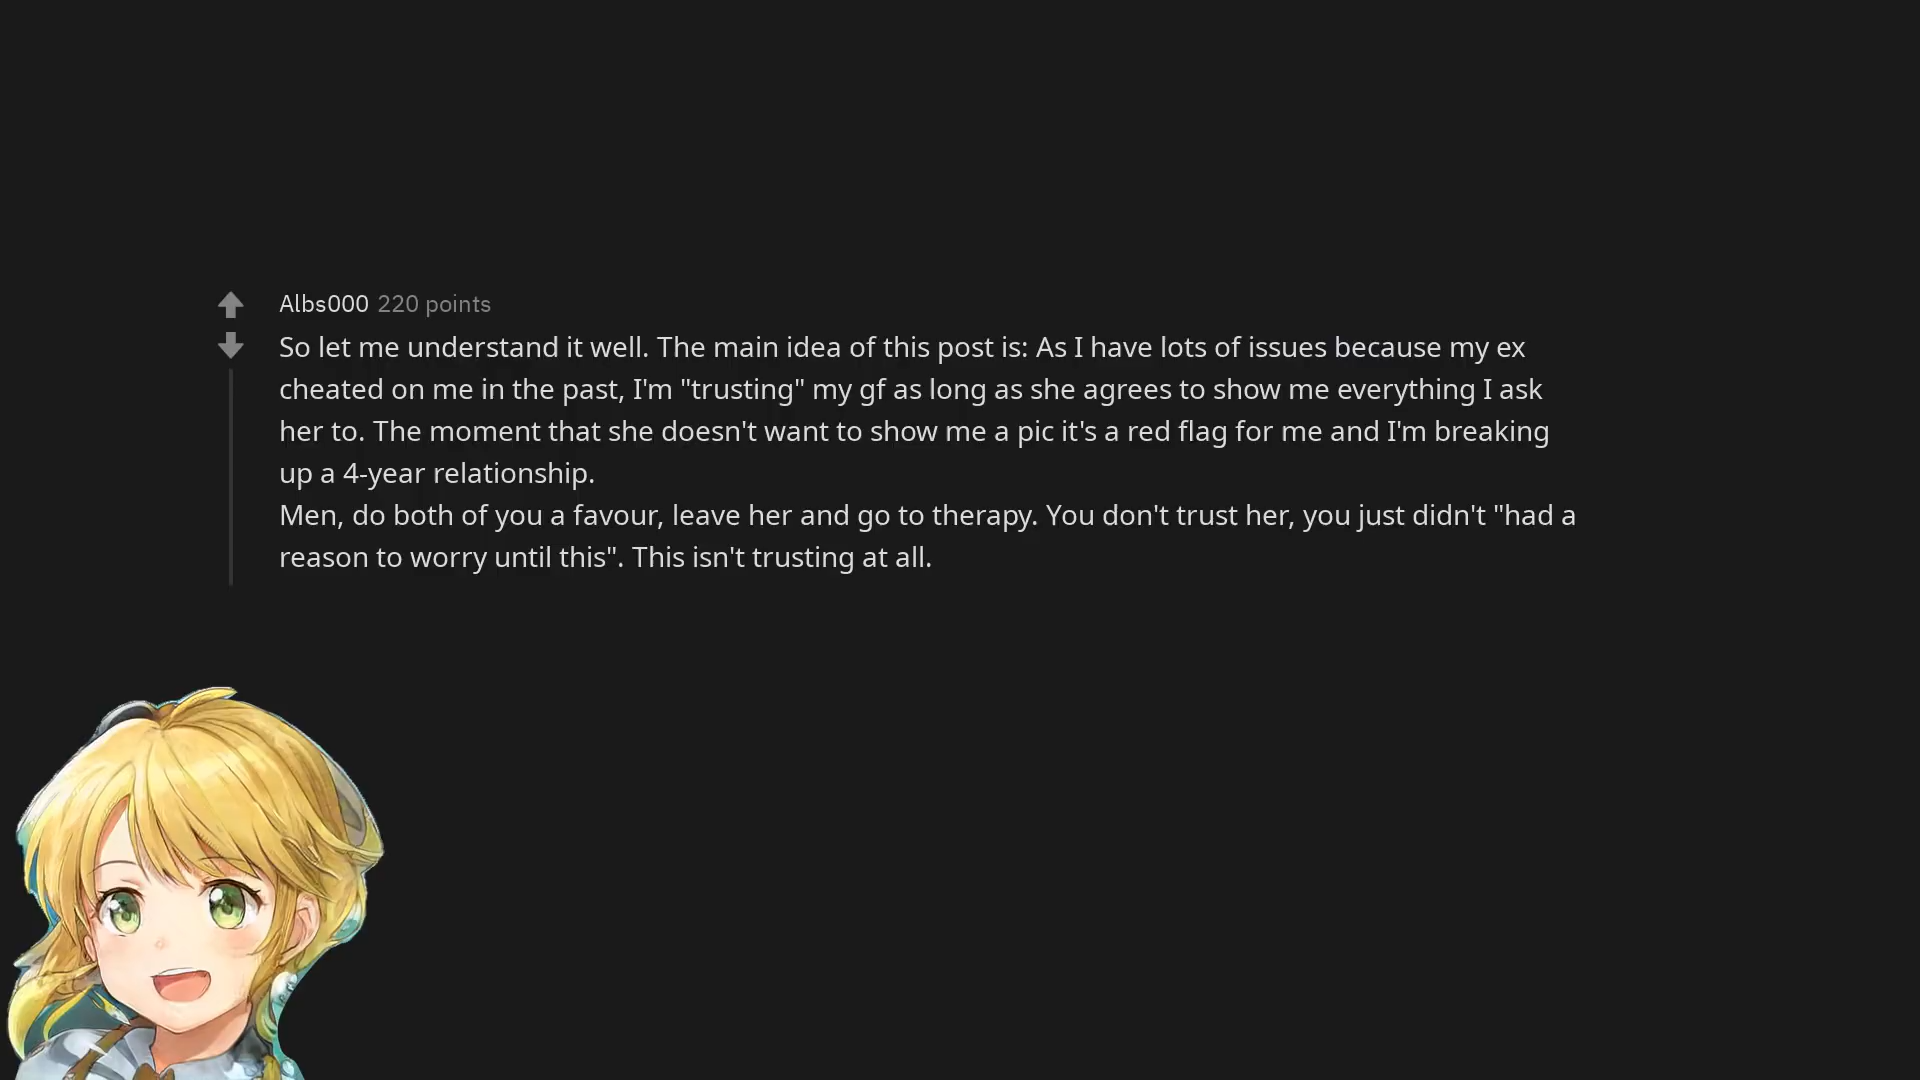 Albs000 220 points
So let me understand it well. The main idea of this post is: As I have lots of issues because my ex
cheated on me in the past, I'm "trusting" my gf as long as she agrees to show me everything I ask
her to. The moment that she doesn't want to show me a pic it's a red flag for me and I'm breaking
up a 4-year relationship.
Men, do both of you a favour, leave her and go to therapy. You don't trust her, you just didn't "had a
reason to worry until this". This isn't trusting at all.